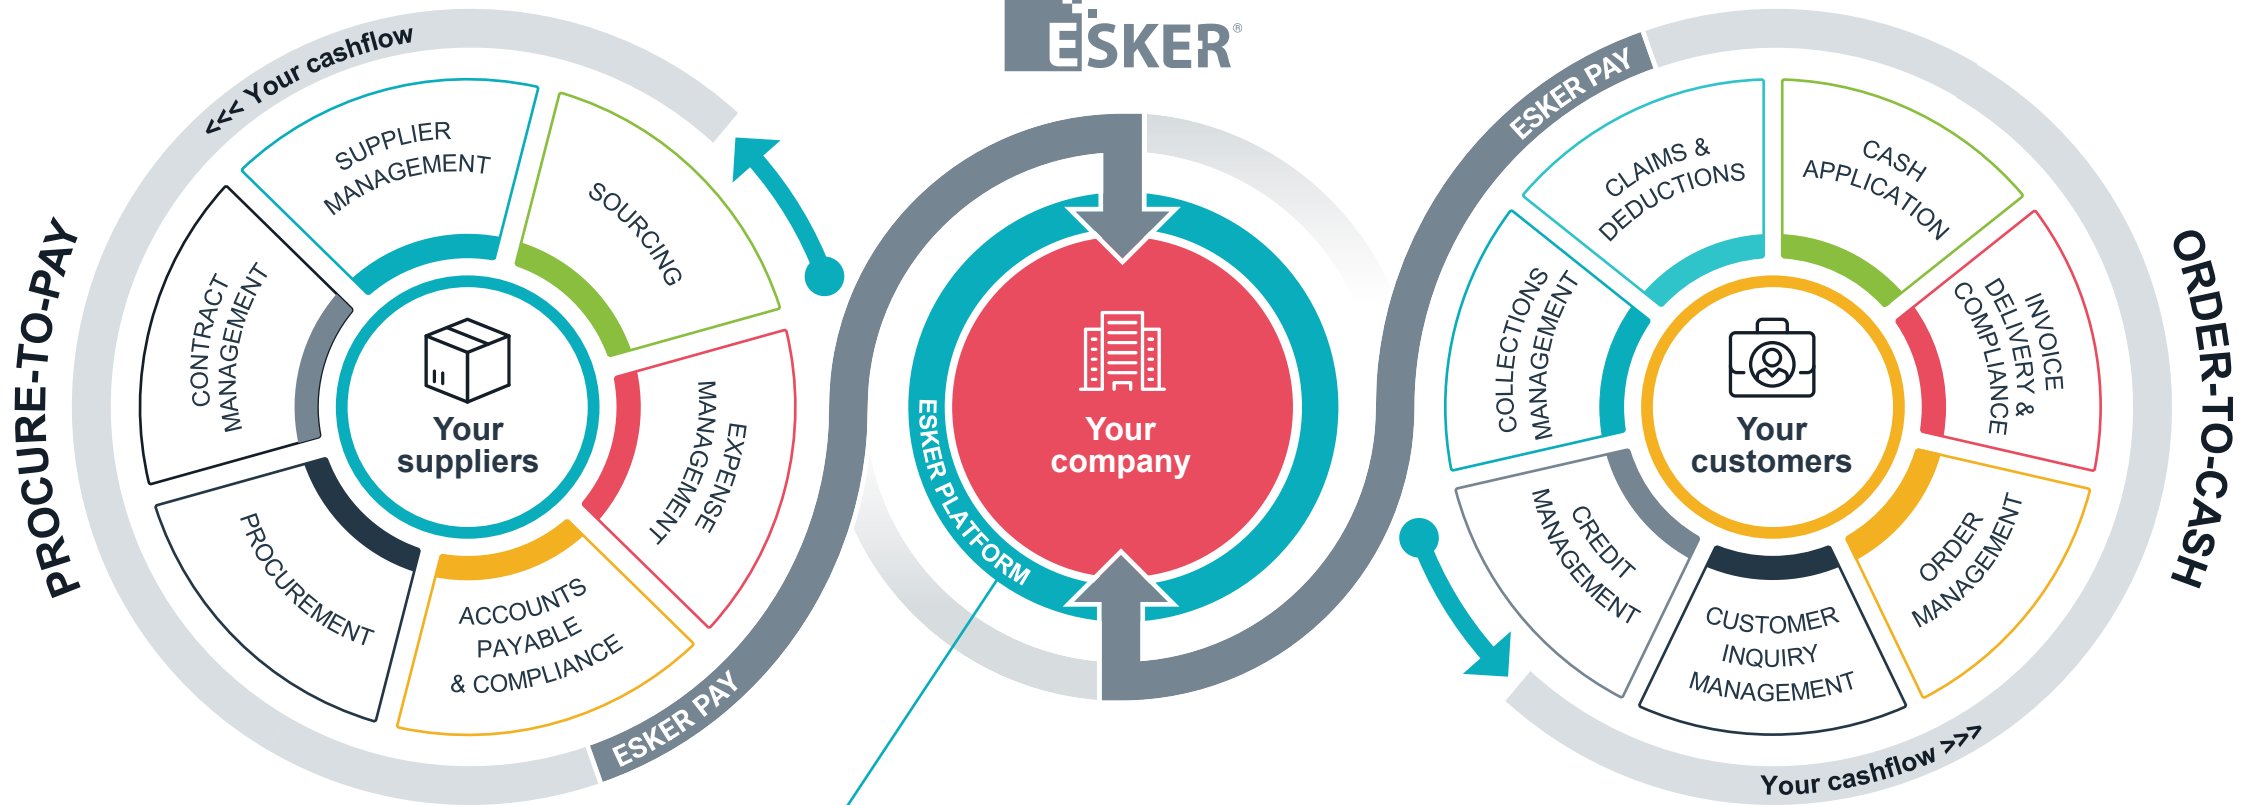 ESKER®
PROCURE-TO-PAY
<<< Your cashflow
SUPPLIER
MANAGEMENT
SOURCING
EXPENSE
MANAGEMENT
ACCOUNTS
PAYABLE
& COMPLIANCE
PROCUREMENT
CONTRACT
MANAGEMENT
Your
suppliers
ESKER PAY
Your
company
ESKER PLATFORM
ESKER PAY
CLAIMS &
DEDUCTIONS
CASH
APPLICATION
INVOICE
DELIVERY &
COMPLIANCE
ORDER
MANAGEMENT
CUSTOMER
INQUIRY
MANAGEMENT
CREDIT
MANAGEMENT
COLLECTIONS
MANAGEMENT
Your
customers
Your cashflow >>>
ORDER-TO-CASH